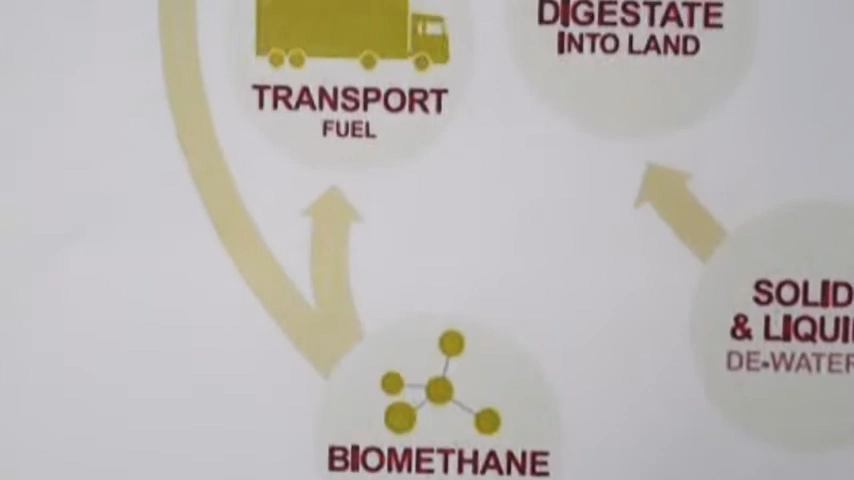 TRANSPORT
FUEL
DIGESTATE
INTO LAND
SOLID
& LIQUI
DE-WATER
BIOMETHANE